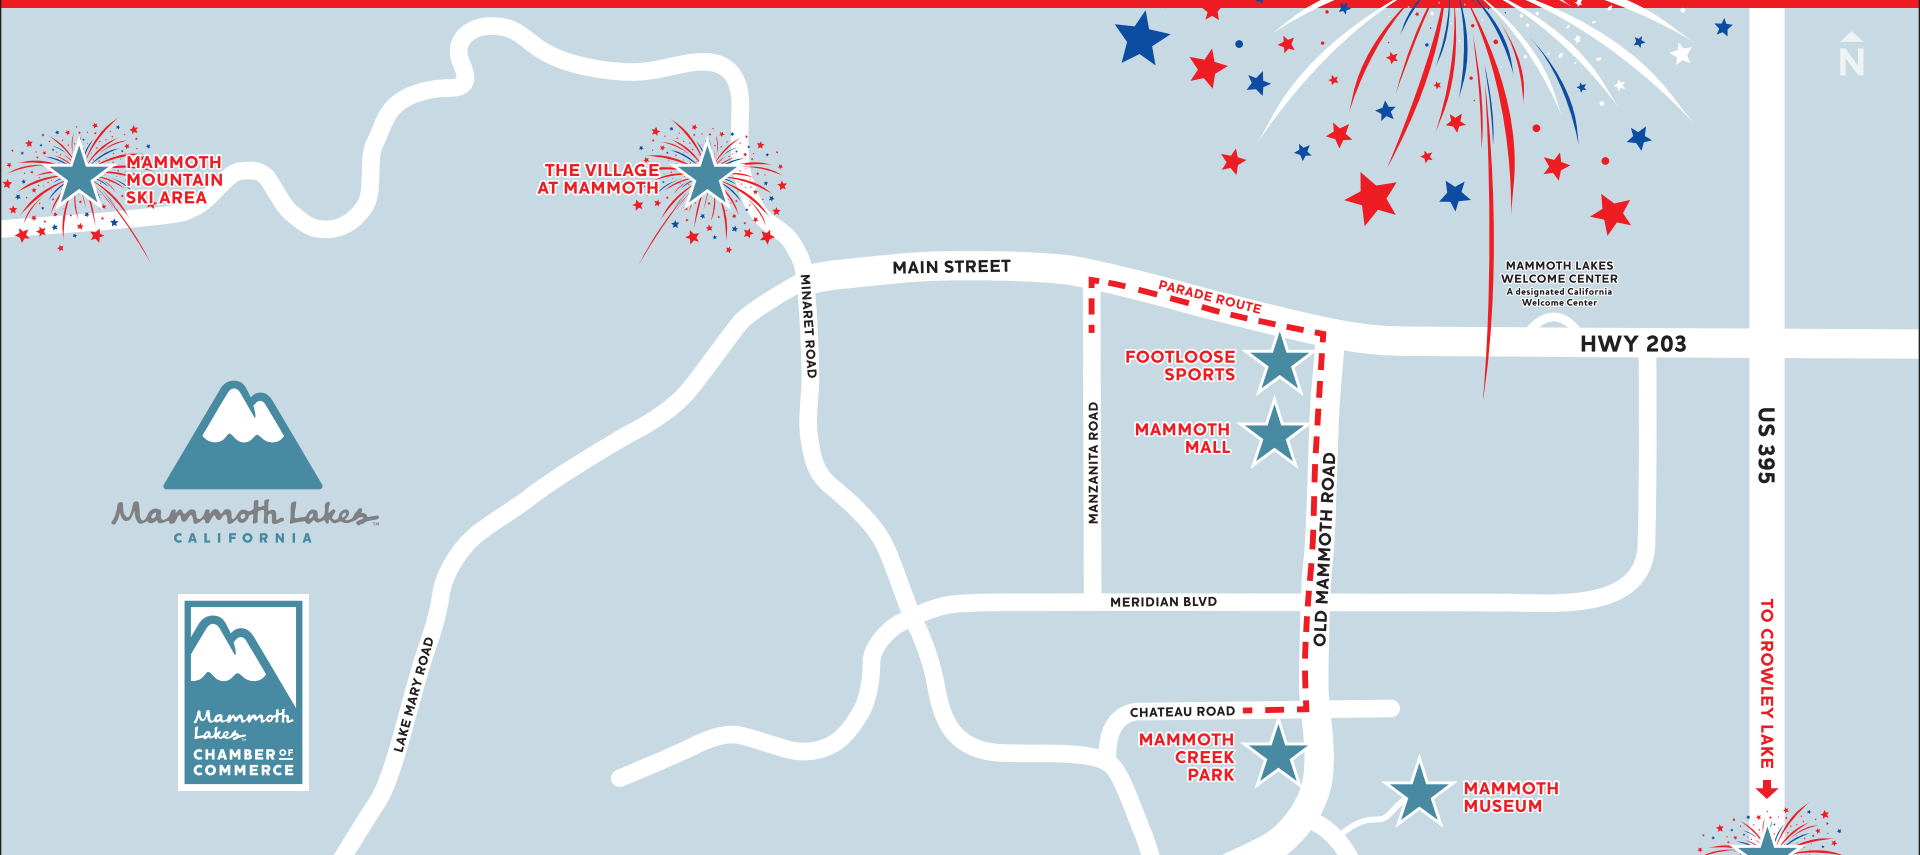 N
MAMMOTH
MOUNTAIN
SKI AREA
THE VILLAGE
AT MAMMOTH
MAIN STREET
MINARET ROAD
PARADE ROUTE
MAMMOTH LAKES
WELCOME CENTER
A designated California
Welcome Center
HWY 203
FOOTLOOSE
SPORTS
MAMMOTH
MALL
MANZANITA ROAD
OLD MAMMOTH ROAD
US 395
Mammoth Lakes™
CALIFORNIA
MERIDIAN BLVD
LAKE MARY ROAD
TO CROWLEY LAKE
Mammoth
Lakes™
CHAMBER OF
COMMERCE
CHATEAU ROAD
MAMMOTH
CREEK
PARK
MAMMOTH
MUSEUM